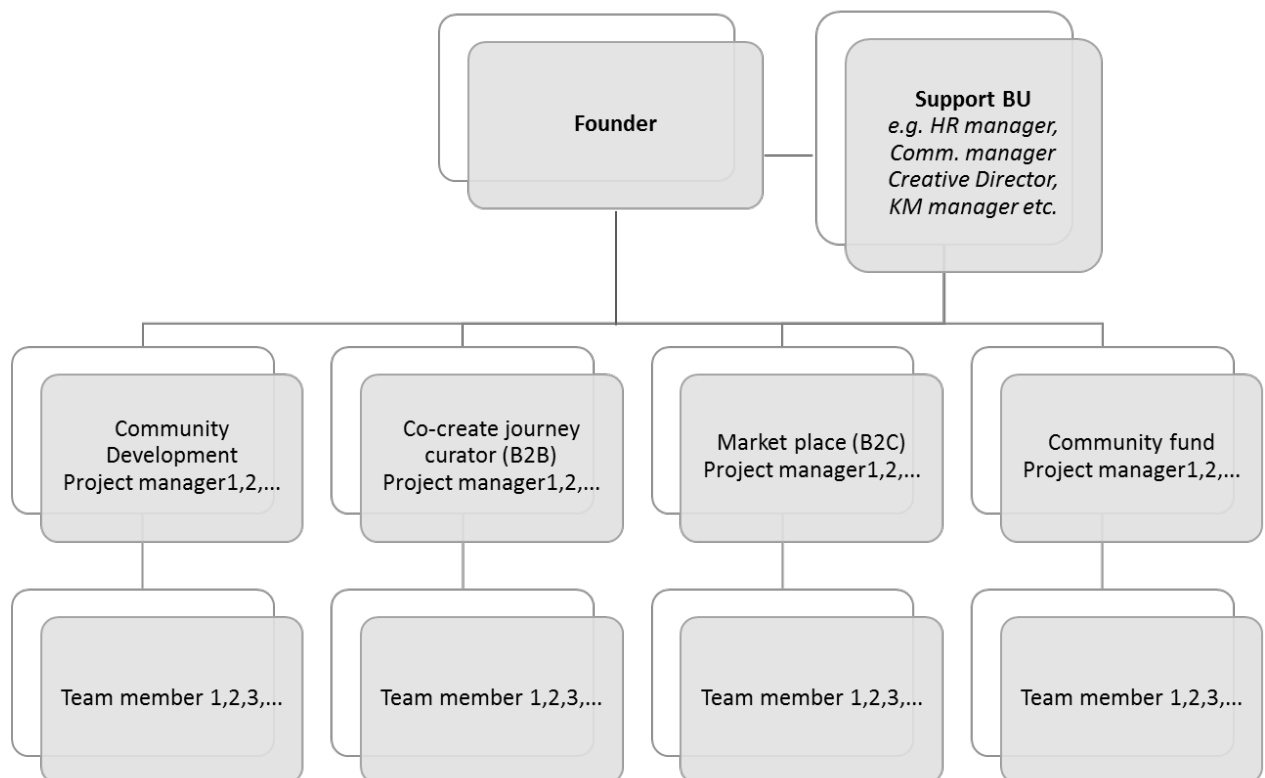 Founder
Support BU
e.g. HR manager,
Comm. manager
Creative Director,
KM manager etc.
Community
Development
Project manager1,2,...
Co-create journey
curator (B2B)
Project manager1,2,...
Market place (B2C)
Project manager1,2,...
Community fund
Project manager1,2,...
Team member 1,2,3,...
Team member 1,2,3,...
Team member 1,2,3,...
Team member 1,2,3,...